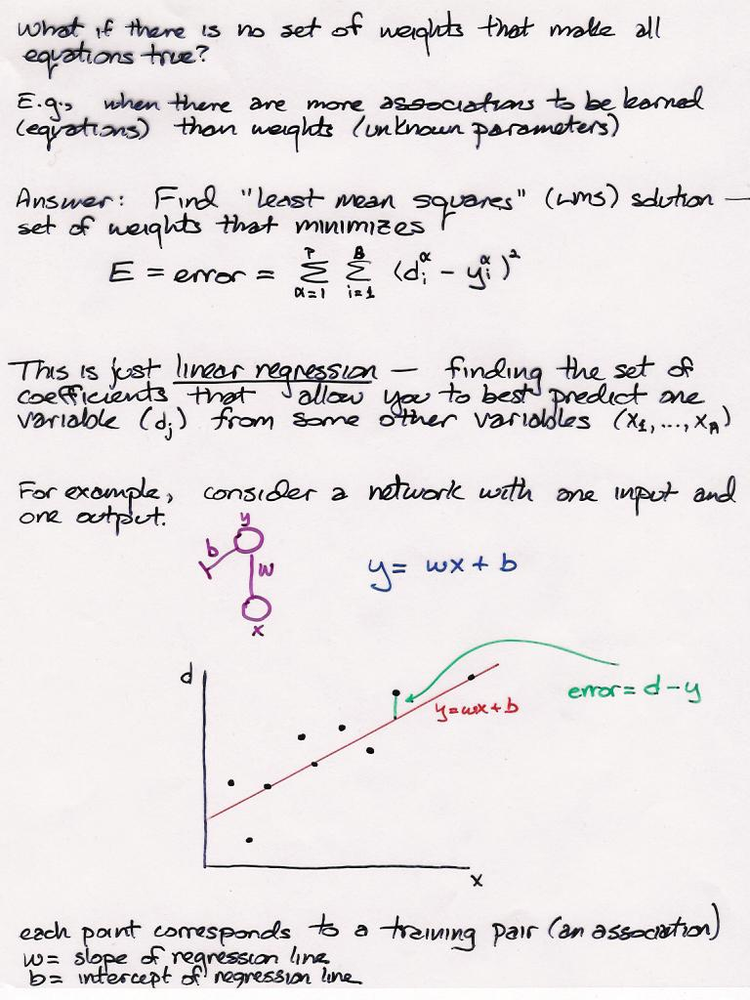 What if there is no set of weights that make all
equations true?
E.g., when there are more associations to be learned
(equations) than weights (unknown parameters)
Answer: Find "least mean squares" (LMS) solution —
set of weights that minimizes
E = error = Σ_{α=1}^{P} Σ_{i=1}^{B} (d_i^α - y_i^α)²
This is just linear regression — finding the set of
coefficients that allow you to best predict one
variable (d_j) from some other variables (x_1, ..., x_A)
For example, consider a network with one input and
one output.
y
b
w
x
y = wx + b
d
error = d - y
y = wx + b
x
each point corresponds to a training pair (an association)
w = slope of regression line
b = intercept of regression line